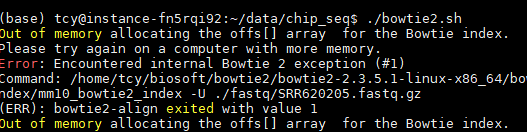 (base) tcy@instance-fn5rqi92:~/data/chip_seq$ ./bowtie2.sh
Out of memory allocating the offs[] array  for the Bowtie index.
Please try again on a computer with more memory.
Error: Encountered internal Bowtie 2 exception (#1)
Command: /home/tcy/biosoft/bowtie2/bowtie2-2.3.5.1-linux-x86_64/bow
ndex/mm10_bowtie2_index -U ./fastq/SRR620205.fastq.gz
(ERR): bowtie2-align exited with value 1
Out of memory allocating the offs[] array  for the Bowtie index.